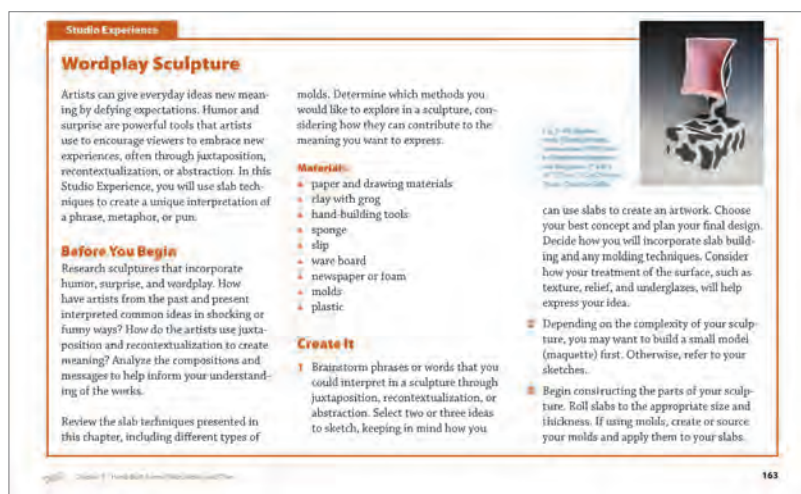 Studio Experience
Wordplay Sculpture
Artists can give everyday ideas new mean-
ing by defying expectations. Humor and
surprise are powerful tools that artists
use to encourage viewers to embrace new
experiences, often through juxtaposition,
recontextualization, or abstraction. In this
Studio Experience, you will use slab tech-
niques to create a unique interpretation of
a phrase, metaphor, or pun.
Before You Begin
Research sculptures that incorporate
humor, surprise, and wordplay. How
have artists from the past and present
interpreted common ideas in shocking or
funny ways? How do the artists use juxta-
position and recontextualization to create
meaning? Analyze the compositions and
messages to help inform your understand-
ing of the works.
Review the slab techniques presented in
this chapter, including different types of
molds. Determine which methods you
would like to explore in a sculpture, con-
sidering how they can contribute to the
meaning you want to express.
Materials
paper and drawing materials
clay with grog
hand-building tools
sponge
slip
ware board
newspaper or foam
molds
plastic
Create It
1 Brainstorm phrases or words that you
could interpret in a sculpture through
juxtaposition, recontextualization, or
abstraction. Select two or three ideas
to sketch, keeping in mind how you
can use slabs to create an artwork. Choose
your best concept and plan your final design.
Decide how you will incorporate slab build-
ing and any molding techniques. Consider
how your treatment of the surface, such as
texture, relief, and underglazes, will help
express your idea.
2 Depending on the complexity of your sculp-
ture, you may want to build a small model
(maquette) first. Otherwise, refer to your
sketches.
3 Begin constructing the parts of your sculp-
ture. Roll slabs to the appropriate size and
thickness. If using molds, create or source
your molds and apply them to your slabs.
163